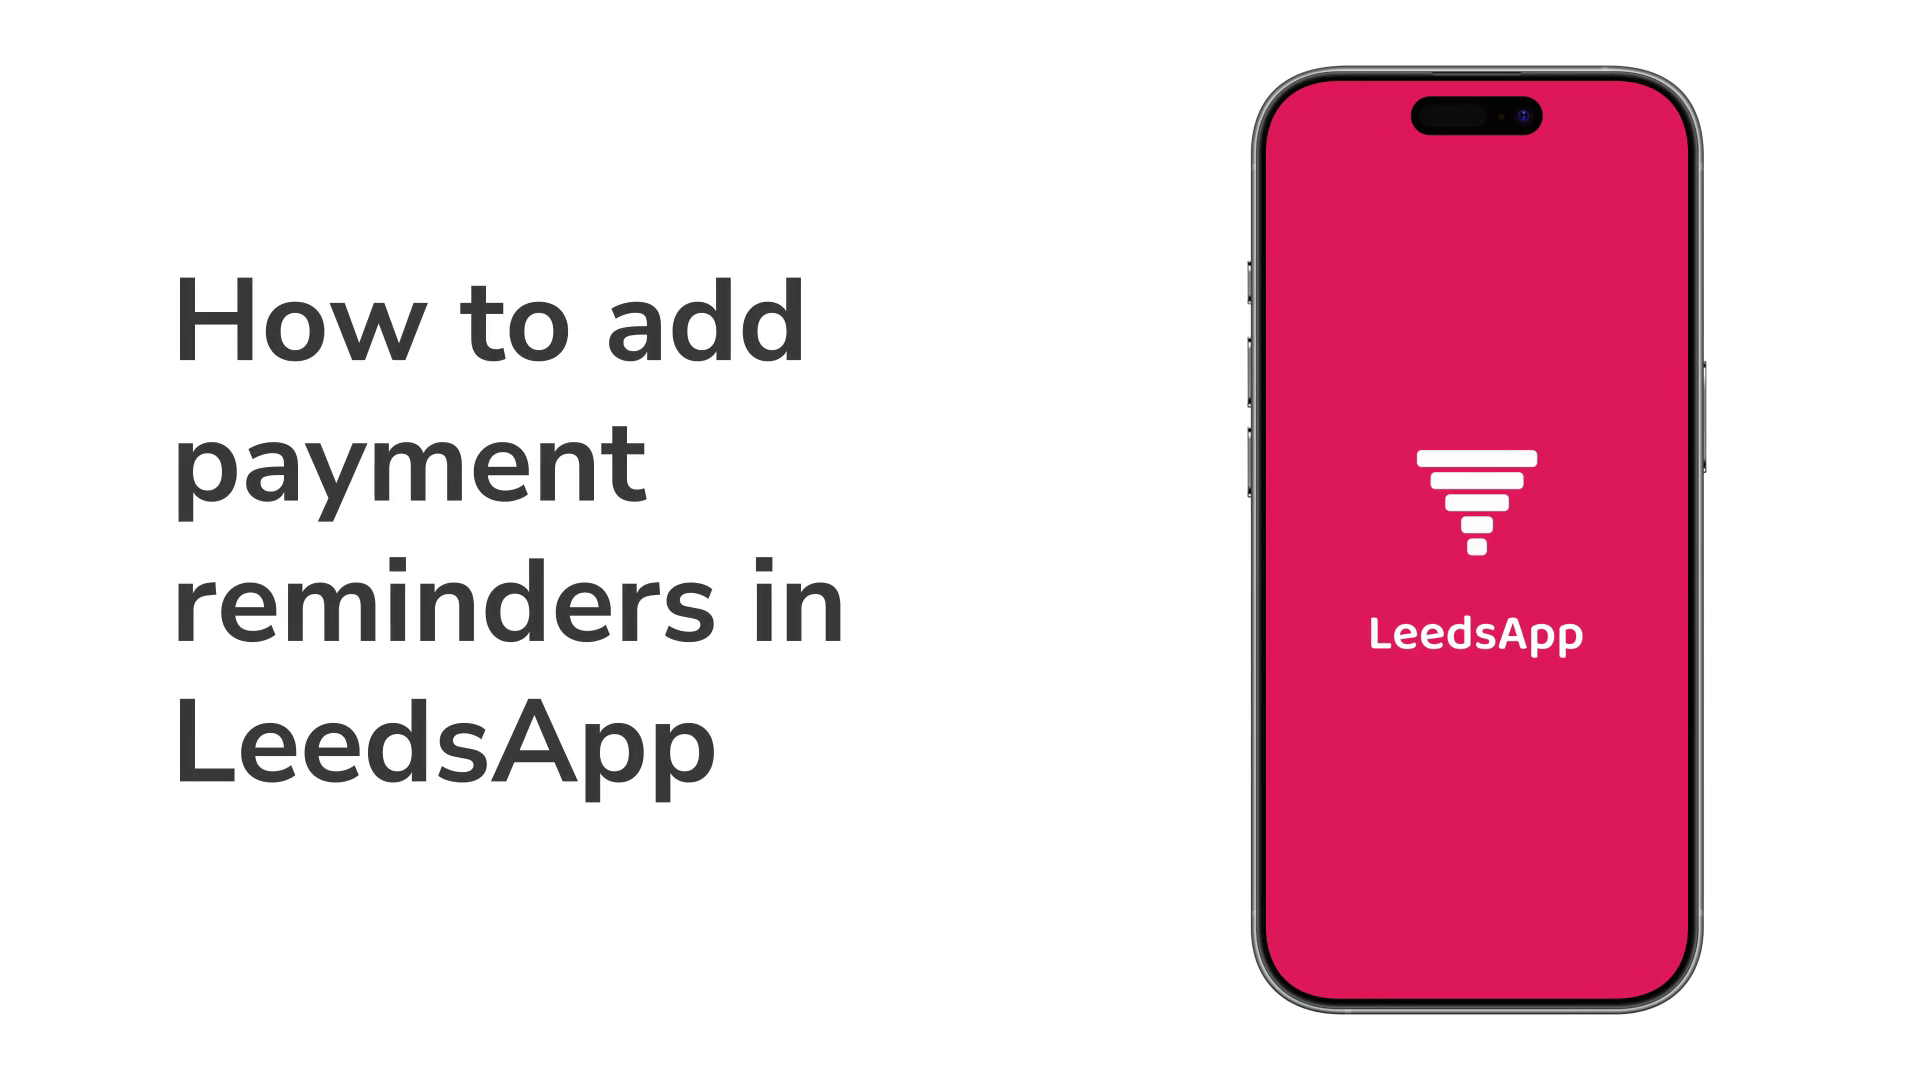 How to add
payment
reminders in
LeedsApp
LeedsApp